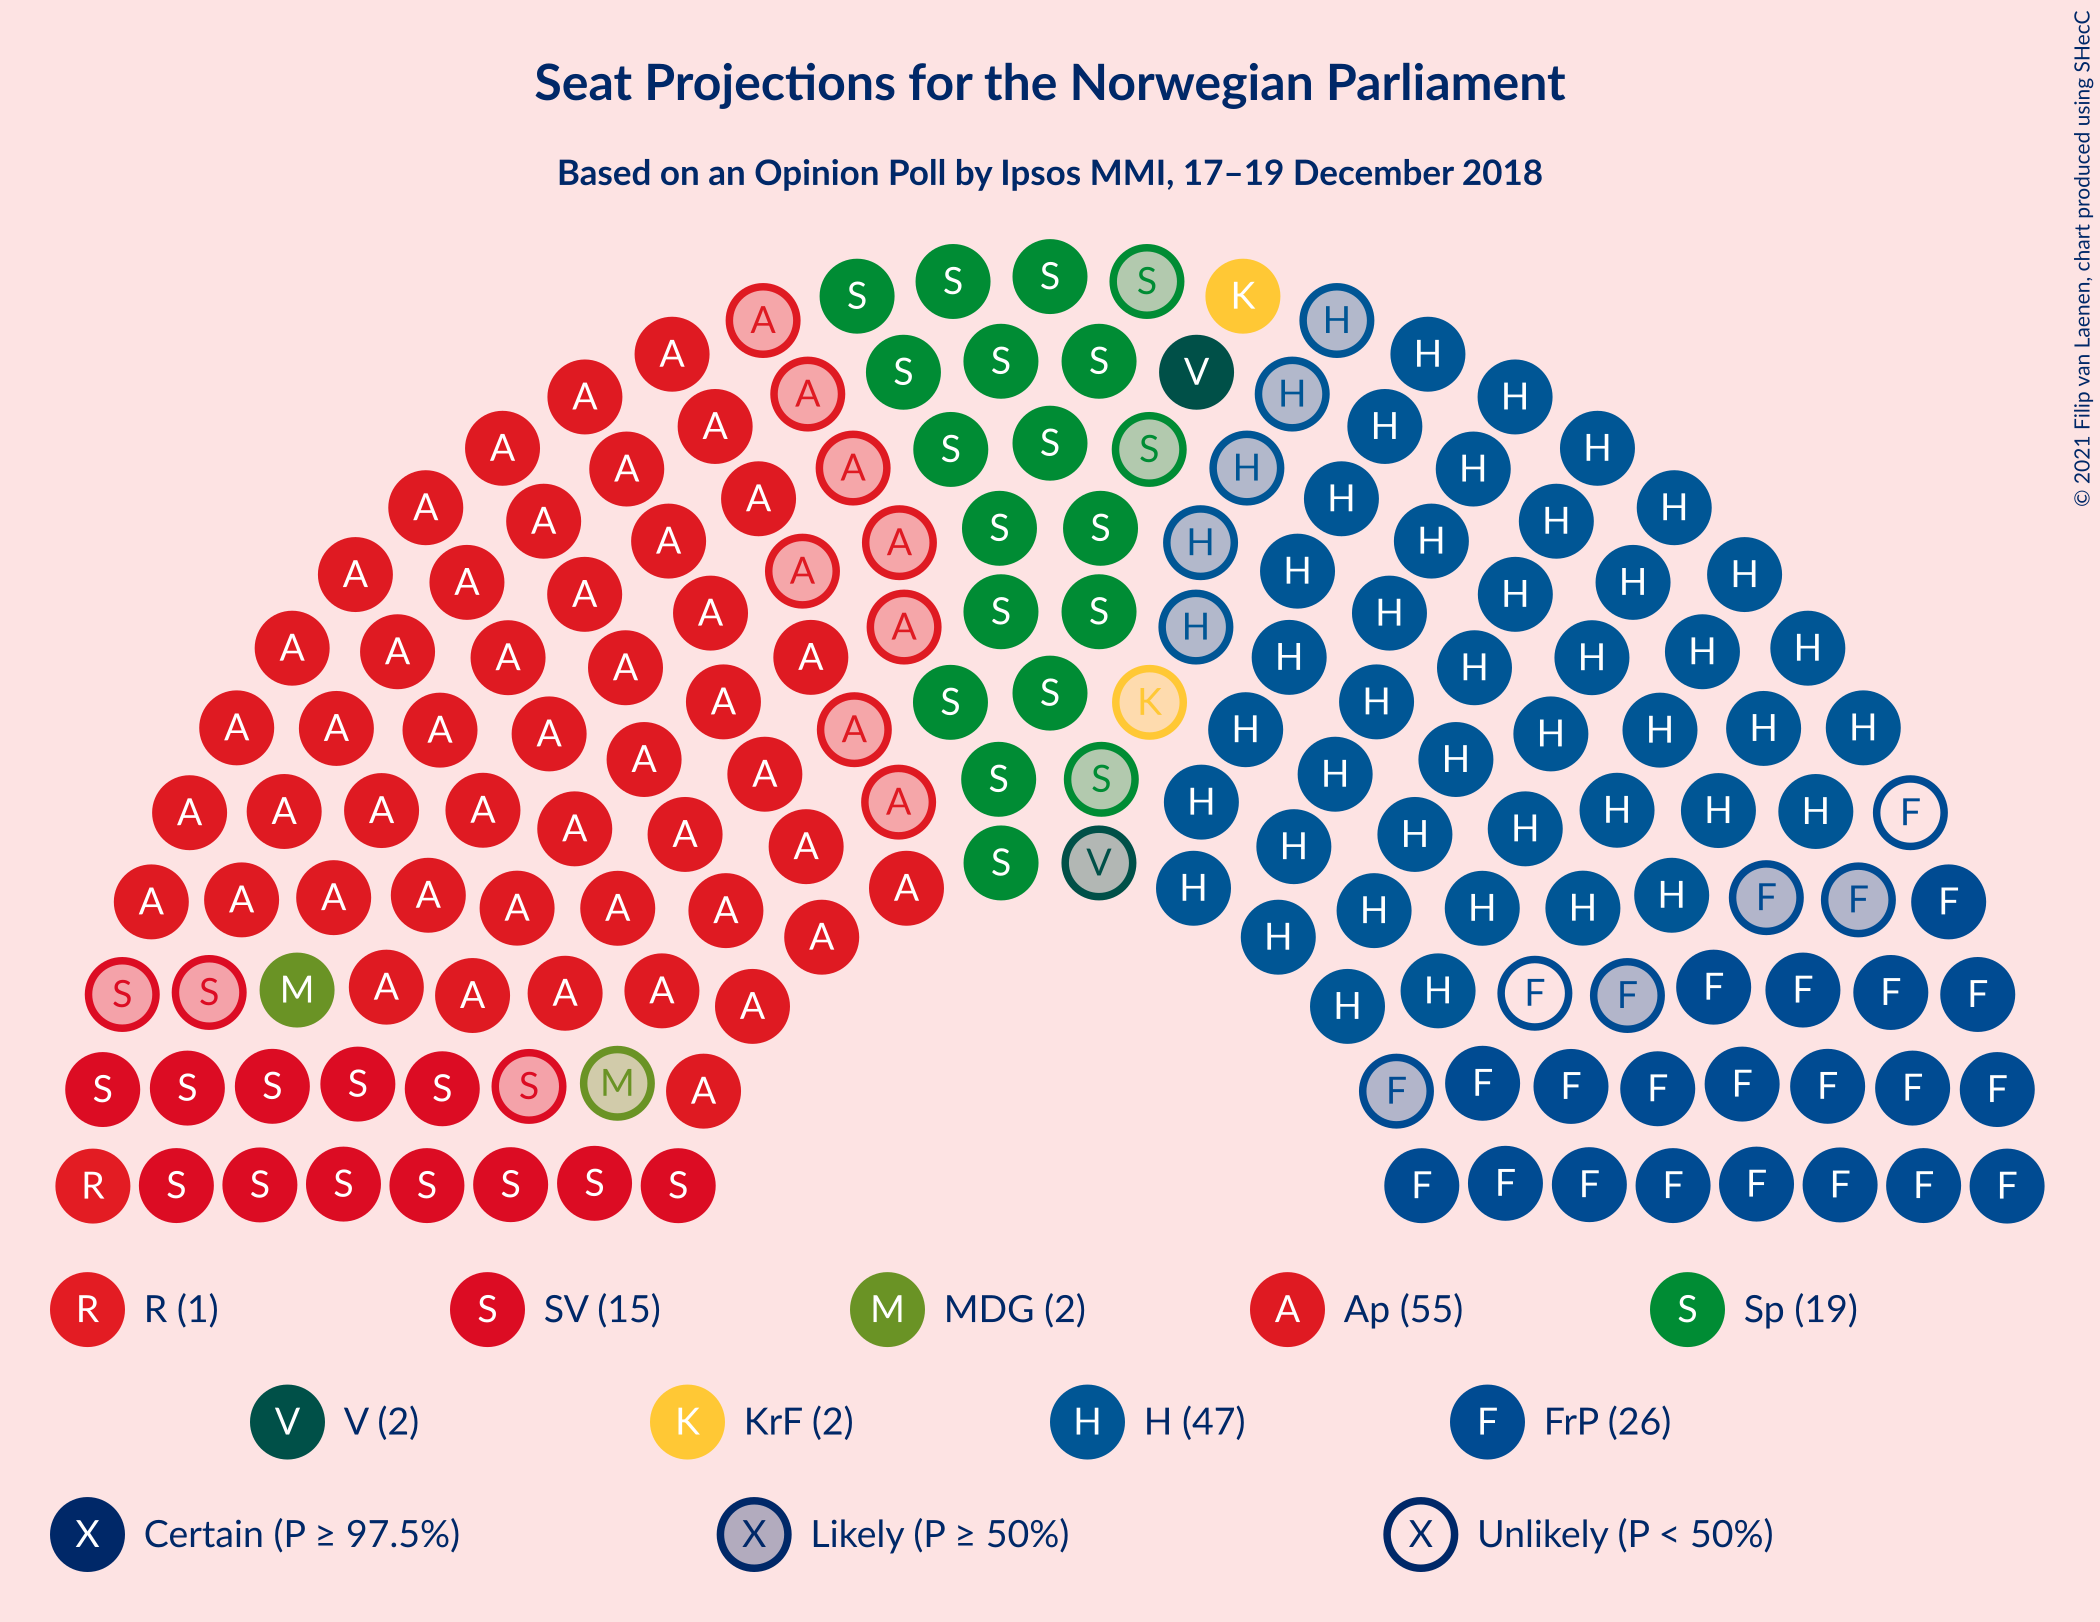 Seat Projections for the Norwegian Parliament
Based on an Opinion Poll by Ipsos MMI, 17–19 December 2018
© 2021 Filip van Laenen, chart produced using SHecC
S S S S K
A H
A H
S S S V
A A H H
A H
A A H H
S S S
A A H H
A A H H
A A H H
A A S S H H
A A H H
A A H H
A A A S S H H H
A A A H H H
A A A H H H
A A A S S K H H H
A A A A A H H H H H
A A S S H H
A A A A A A H H H H H F
A A A S V H H H
A A A A A A A A H H H H H F F F
A H
S S M A A A A A H H F F F F F F
S S S S S S M A F F F F F F F F
R S S S S S S S F F F F F F F F
R R (1) S SV (15) M MDG (2) A Ap (55) S Sp (19)
V V (2) K KrF (2) H H (47) F FrP (26)
X Certain (P ≥ 97.5%) X Likely (P ≥ 50%) X Unlikely (P < 50%)